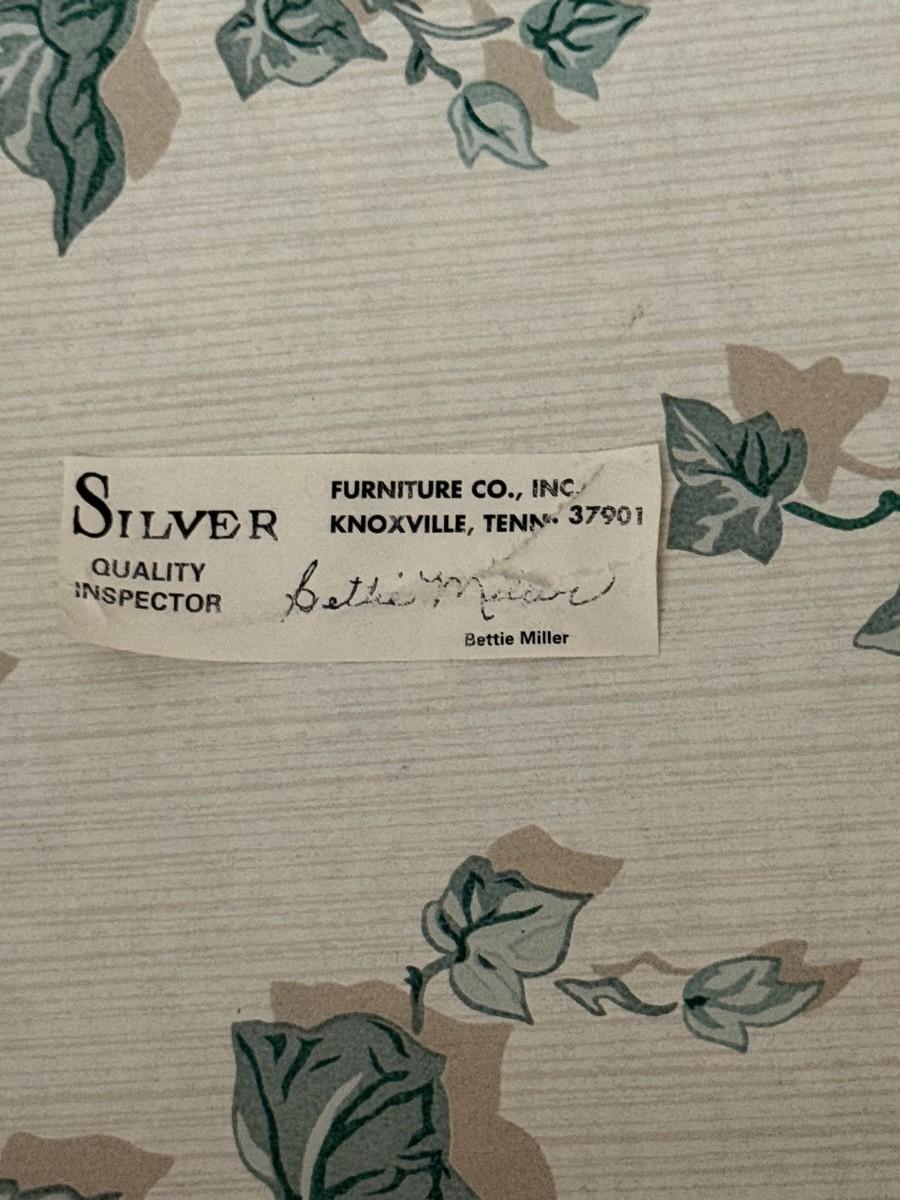 SILVER
QUALITY
INSPECTOR
FURNITURE CO., INC.
KNOXVILLE, TENN. 37901
Bettie Miller
Bettie Miller